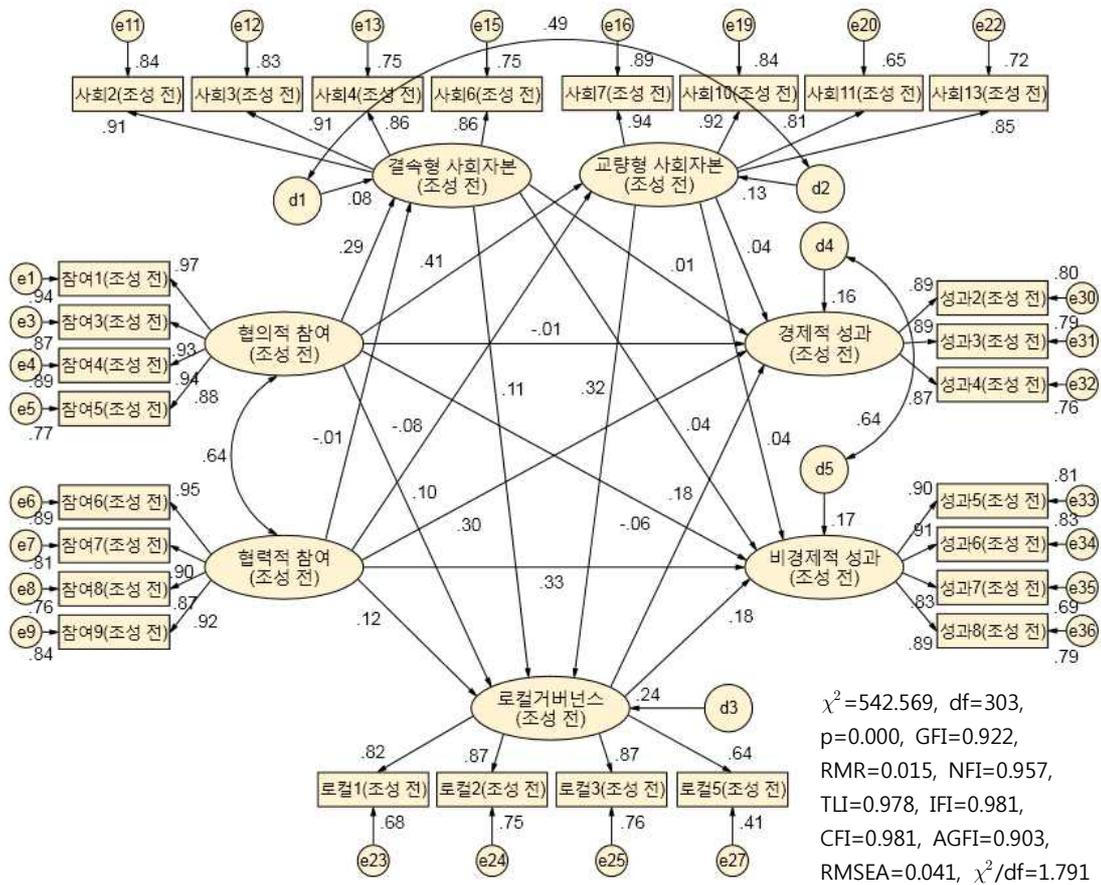 e11 e12 e13 e15 e16 .49 e19 e20 e22
.84 .83 .75 .75 .89 .84 .65 .72
사회2(조성 전) 사회3(조성 전) 사회4(조성 전) 사회6(조성 전) 사회7(조성 전) 사회10(조성 전) 사회11(조성 전) 사회13(조성 전)
.91 .91 .86 .86 .94 .92 .81 .85
결속형 사회자본
(조성 전)
교량형 사회자본
(조성 전)
d1 .08 .13 d2
.29 .41 .01 .04 d4
e1 참여1(조성 전) .97
.94
e3 참여3(조성 전)
.87
e4 참여4(조성 전) .93
.89 .94
e5 참여5(조성 전) .88
.77
협의적 참여
(조성 전)
-.01
.16
경제적 성과
(조성 전)
.89 성과2(조성 전) .80 e30
.89 성과3(조성 전) .79 e31
.87 성과4(조성 전) e32
.76
.11 .32
.64 -.01 -.08 .04 .04 .64
.10 .30 .18 -.06
d5
.17
e6 참여6(조성 전) .95
.89
e7 참여7(조성 전)
.81
e8 참여8(조성 전) .90
.76 .87
e9 참여9(조성 전) .92
.84
협력적 참여
(조성 전)
.33
비경제적 성과
(조성 전)
.90 성과5(조성 전) .81 e33
.91 성과6(조성 전) .83 e34
.83 성과7(조성 전) e35
.69
.89 성과8(조성 전) e36
.79
.12 .18
로컬거버넌스
(조성 전)
.24 d3
.82 .87 .87 .64
로컬1(조성 전) 로컬2(조성 전) 로컬3(조성 전) 로컬5(조성 전)
.68 .75 .76 .41
e23 e24 e25 e27
χ²=542.569, df=303,
p=0.000, GFI=0.922,
RMR=0.015, NFI=0.957,
TLI=0.978, IFI=0.981,
CFI=0.981, AGFI=0.903,
RMSEA=0.041, χ²/df=1.791